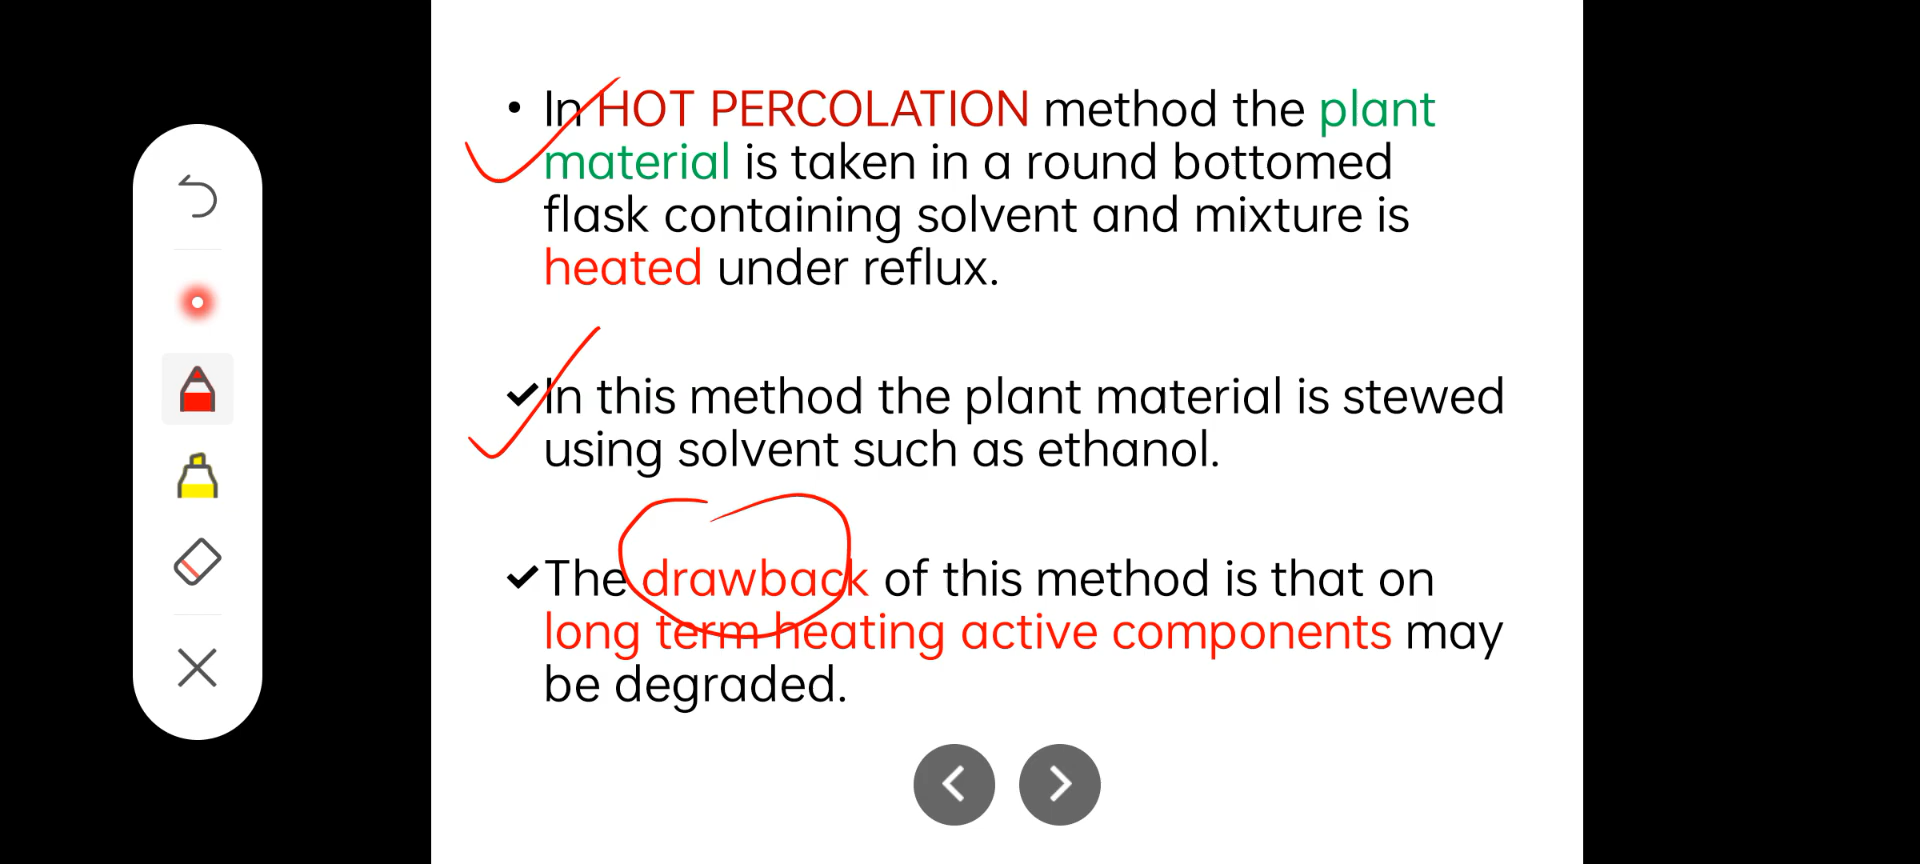 • In HOT PERCOLATION method the plant
material is taken in a round bottomed
flask containing solvent and mixture is
heated under reflux.
✔In this method the plant material is stewed
using solvent such as ethanol.
✔The drawback of this method is that on
long term heating active components may
be degraded.